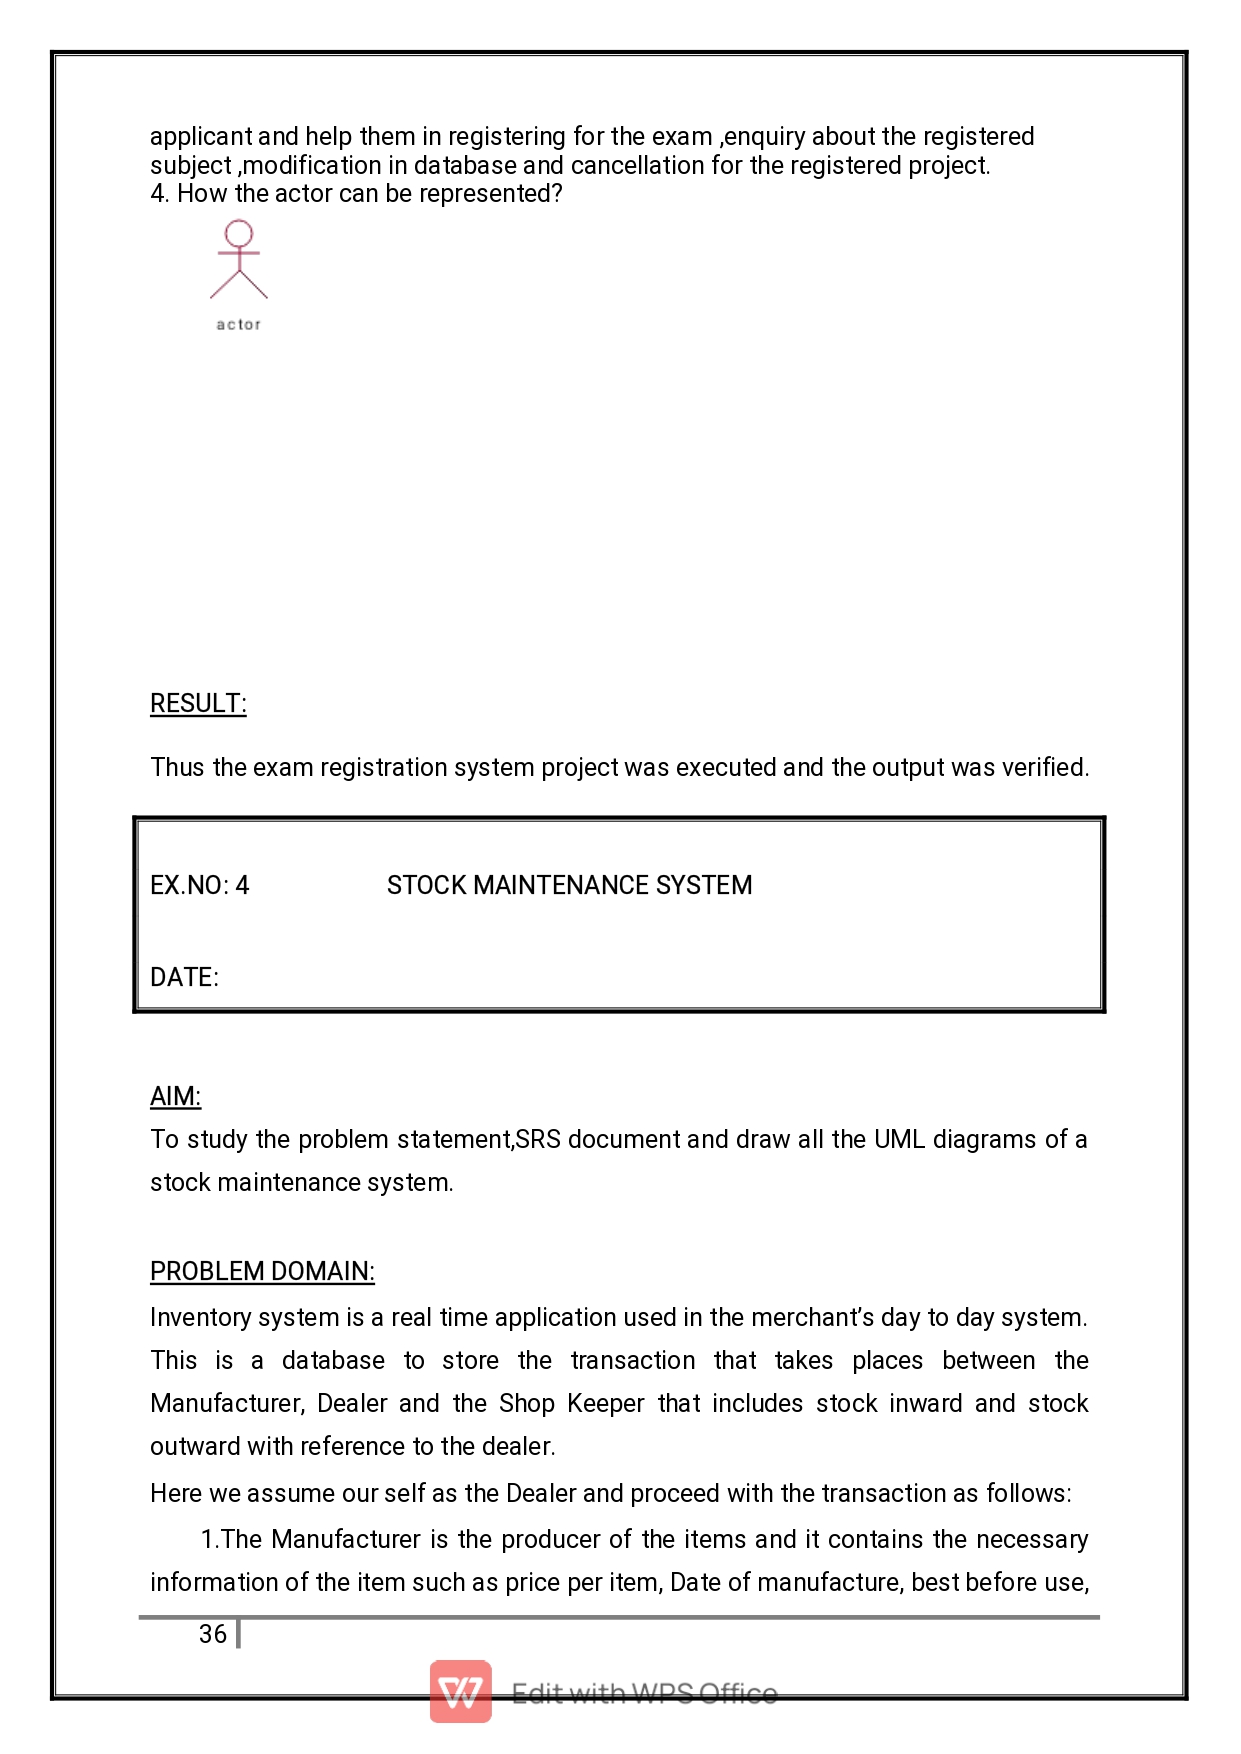 applicant and help them in registering for the exam ,enquiry about the registered
subject ,modification in database and cancellation for the registered project.
4. How the actor can be represented?
actor
RESULT:
Thus the exam registration system project was executed and the output was verified.
EX.NO: 4 STOCK MAINTENANCE SYSTEM
DATE:
AIM:
To study the problem statement,SRS document and draw all the UML diagrams of a
stock maintenance system.
PROBLEM DOMAIN:
Inventory system is a real time application used in the merchant’s day to day system.
This is a database to store the transaction that takes places between the
Manufacturer, Dealer and the Shop Keeper that includes stock inward and stock
outward with reference to the dealer.
Here we assume our self as the Dealer and proceed with the transaction as follows:
1.The Manufacturer is the producer of the items and it contains the necessary
information of the item such as price per item, Date of manufacture, best before use,
36
Edit with WPS Office